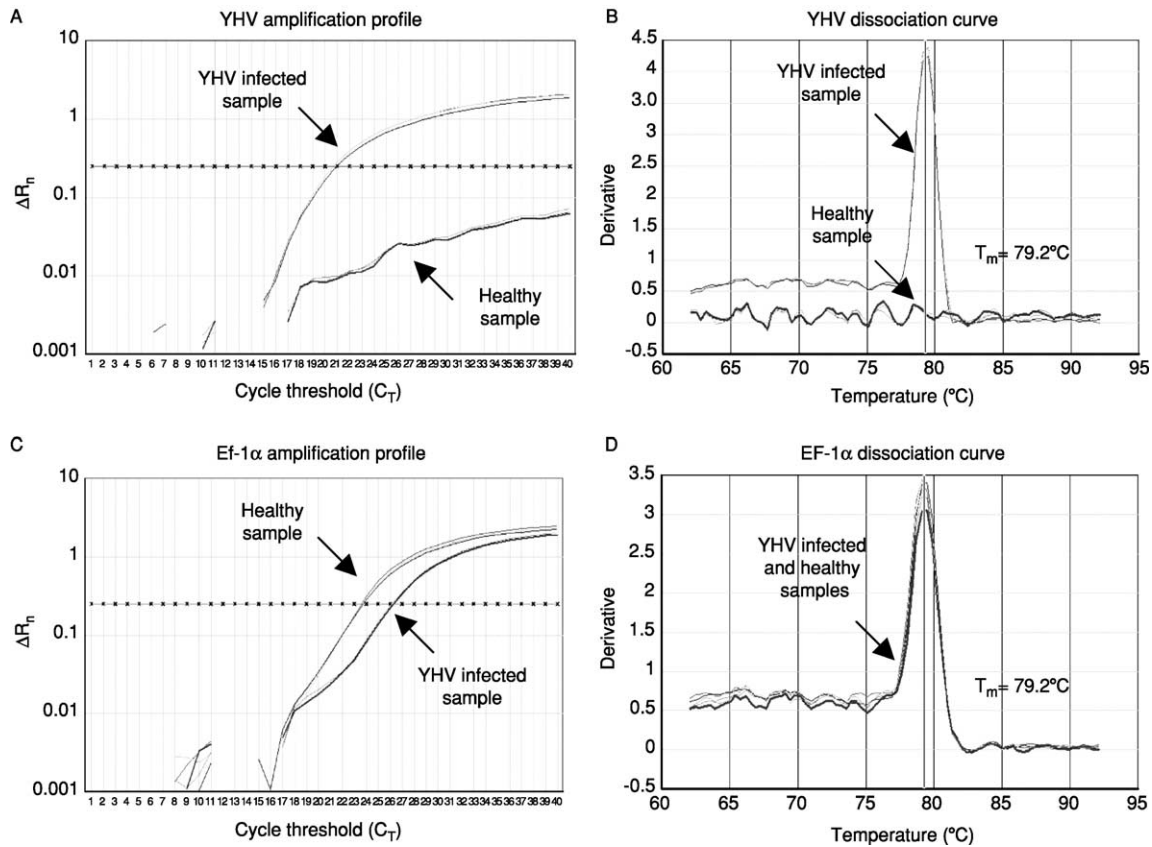 A
YHV amplification profile
10
1
0.1
0.01
0.001
ΔRn
YHV infected
sample
Healthy
sample
1 2 3 4 5 6 7 8 9 10 11 12 13 14 15 16 17 18 19 20 21 22 23 24 25 26 27 28 29 30 31 32 33 34 35 36 37 38 39 40
Cycle threshold (CT)
B
YHV dissociation curve
4.5
4.0
3
3
2.5
2
1.5
1
0.5
0
-0.5
Derivative
YHV infected
sample
Healthy
sample
Tm= 79.2ºC
60 65 70 75 80 85 90 95
Temperature (ºC)
C
Ef-1α amplification profile
10
1
0.1
0.01
0.001
ΔRn
Healthy
sample
YHV infected
sample
1 2 3 4 5 6 7 8 9 10 11 12 13 14 15 16 17 18 19 20 21 22 23 24 25 26 27 28 29 30 31 32 33 34 35 36 37 38 39 40
Cycle threshold (CT)
D
EF-1α dissociation curve
3.5
3
2.5
2
1.5
1
0.5
0
-0.5
Derivative
YHV infected
and healthy
samples
Tm= 79.2ºC
60 65 70 75 80 85 90 95
Temperature (ºC)